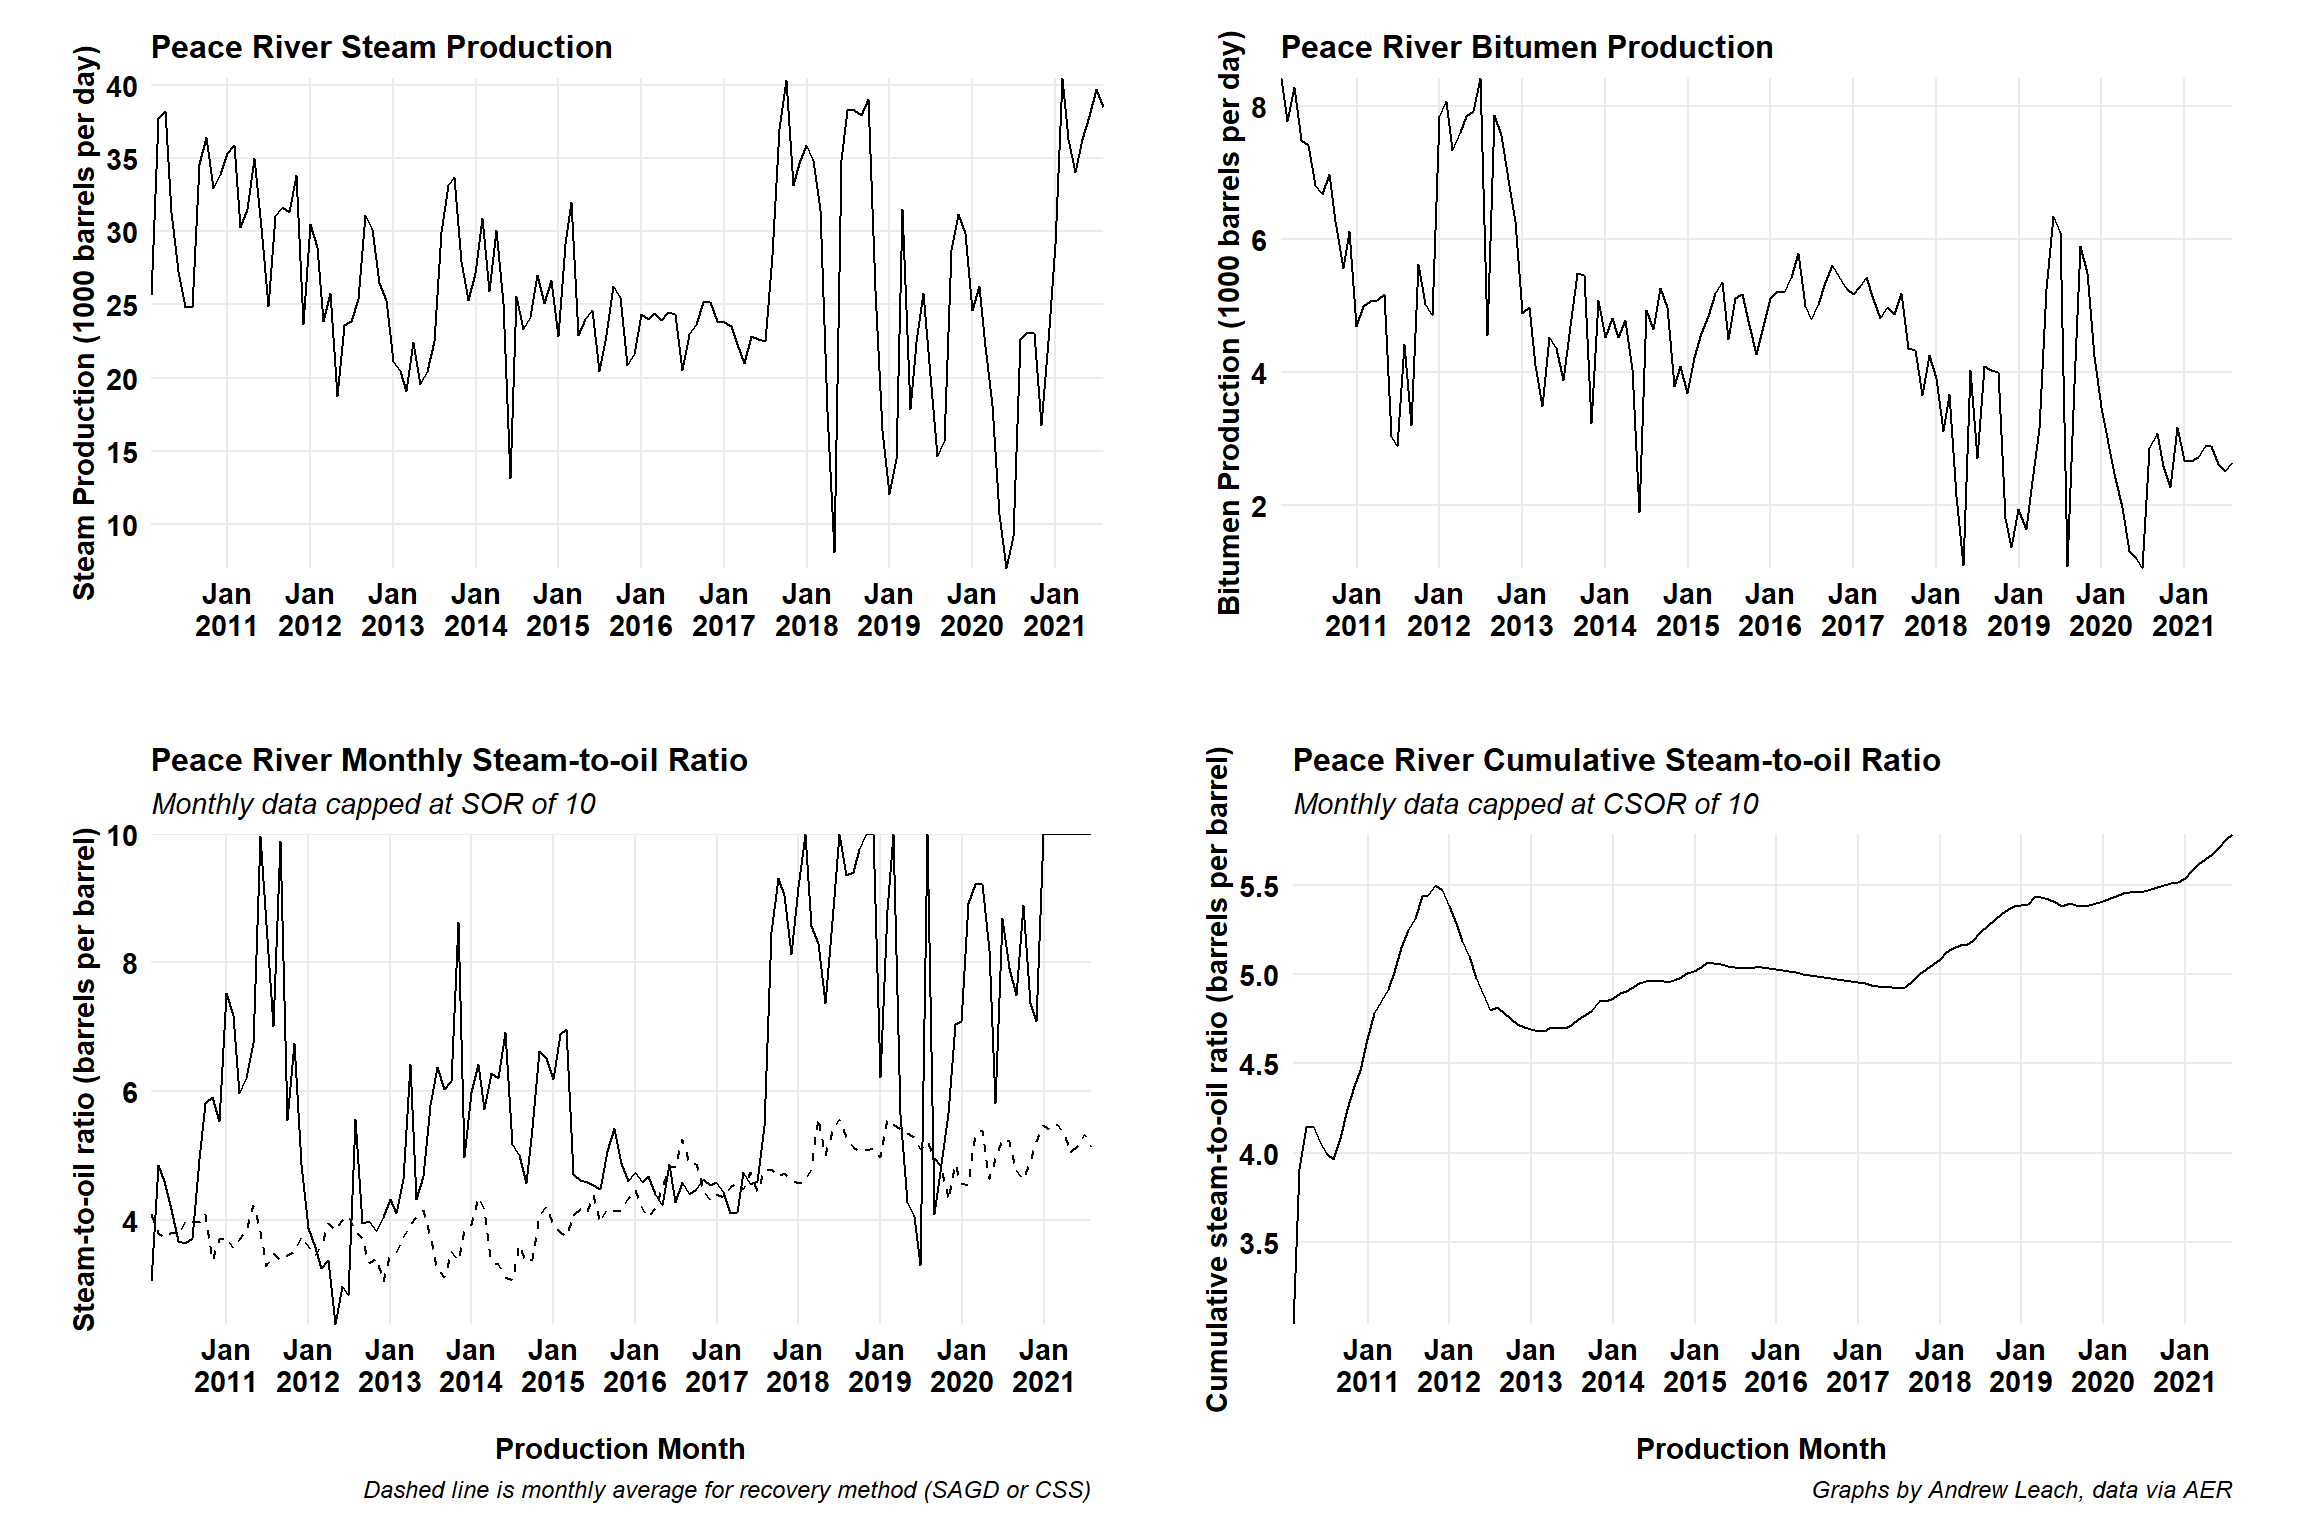 Peace River Steam Production
Steam Production (1000 barrels per day)
40
35
30
25
20
15
10
Jan Jan Jan Jan Jan Jan Jan Jan Jan Jan Jan
2011 2012 2013 2014 2015 2016 2017 2018 2019 2020 2021
Peace River Bitumen Production
Bitumen Production (1000 barrels per day)
8
6
4
2
Jan Jan Jan Jan Jan Jan Jan Jan Jan Jan Jan
2011 2012 2013 2014 2015 2016 2017 2018 2019 2020 2021
Peace River Monthly Steam-to-oil Ratio
Monthly data capped at SOR of 10
Steam-to-oil ratio (barrels per barrel)
10
8
6
4
Jan Jan Jan Jan Jan Jan Jan Jan Jan Jan Jan
2011 2012 2013 2014 2015 2016 2017 2018 2019 2020 2021
Production Month
Dashed line is monthly average for recovery method (SAGD or CSS)
Peace River Cumulative Steam-to-oil Ratio
Monthly data capped at CSOR of 10
Cumulative steam-to-oil ratio (barrels per barrel)
5.5
5.0
4.5
4.0
3.5
Jan Jan Jan Jan Jan Jan Jan Jan Jan Jan Jan
2011 2012 2013 2014 2015 2016 2017 2018 2019 2020 2021
Production Month
Graphs by Andrew Leach, data via AER